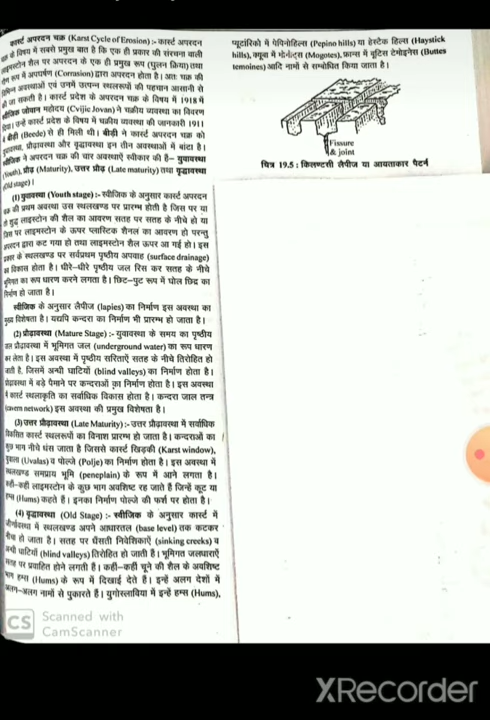 कार्स्ट अपरदन चक्र (Karst Cycle of Erosion) :- कार्स्ट अपरदन
के विषय में सबसे प्रमुख बात है कि एक ही प्रकार की संरचना वाली
शैल पर अपरदन के एक ही प्रमुख रूप (घुलन क्रिया) तथा
रूप में अपघर्षण (Corrasion) द्वारा अपरदन होता है। अतः चक्र की
अवस्थाओं एवं उनमें उत्पन्न स्थलरूपों की पहचान आसानी से
जा सकती है। कार्स्ट प्रदेश के अपरदन चक्र के विषय में 1918 में
स्वीजिक जोवान महोदय (Cvijic Jovan) ने चक्रीय व्यवस्था का विवरण
उन्हें कार्स्ट प्रदेश के विषय में चक्रीय व्यवस्था की जानकारी 1911
बीडी (Beede) से ही मिली थी। बीडी ने कार्स्ट अपरदन चक्र को
प्रौढ़ावस्था और वृद्धावस्था इन तीन अवस्थाओं में बांटा है।
स्वीजिक ने अपरदन चक्र की चार अवस्थाएँ स्वीकार की हैं – युवावस्था
(Youth), प्रौढ़ (Maturity), उत्तर प्रौढ़ (Late maturity) तथा वृद्धावस्था
(Old stage)।
(1) युवावस्था (Youth stage) :- स्वीजिक के अनुसार कार्स्ट अपरदन
की प्रथम अवस्था उस स्थलखण्ड पर प्रारम्भ होती है जिस पर या
शुद्ध लाइस्टोन की शैल का आवरण सतह पर सतह के नीचे हो या
जिस पर लाइमस्टोन के ऊपर प्लास्टिक शैनल का आवरण हो परन्तु
अपरदन द्वारा कट गया हो तथा लाइमस्टोन शैल ऊपर आ गई हो। इस
प्रकार के स्थलखण्ड पर सर्वप्रथम पृष्ठीय अपवाह (surface drainage)
का विकास होता है। धीरे-धीरे पृष्ठीय जल रिस कर सतह के नीचे
भूमिगत का रूप धारण करने लगता है। छिट-पुट रूप में घोल छिद्र का
निर्माण हो जाता है।
स्वीजिक के अनुसार लैपीज (lapies) का निर्माण इस अवस्था का
मुख्य विशेषता है। यद्यपि कन्दरा का निर्माण भी प्रारम्भ हो जाता है।
(2) प्रौढ़ावस्था (Mature Stage) :- युवावस्था के समय का पृष्ठीय
जल प्रौढ़ावस्था में भूमिगत जल (underground water) का रूप धारण
कर लेता है। इस अवस्था में पृष्ठीय सरिताएँ सतह के नीचे तिरोहित हो
जाती है, जिसमें अन्धी घाटियों (blind valleys) का निर्माण होता है।
प्रौढ़ावस्था में बड़े पैमाने पर कन्दराओं का निर्माण होता है। इस अवस्था
में कार्स्ट स्थलाकृति का सर्वाधिक विकास होता है। कन्दरा जाल तन्त्र
(cavern network) इस अवस्था की प्रमुख विशेषता है।
(3) उत्तर प्रौढ़ावस्था (Late Maturity) :- उत्तर प्रौढ़ावस्था में सर्वाधिक
विकसित कार्स्ट स्थलरूपों का विनाश प्रारम्भ हो जाता है। कन्दराओं का
कुछ भाग नीचे धंस जाता है जिससे कार्स्ट खिड़की (Karst window),
युवाला (Uvalas) व पोल्जे (Polje) का निर्माण होता है। इस अवस्था में
स्थलखण्ड समप्राय भूमि (peneplain) के रूप में आने लगता है।
कहीं-कहीं लाइमस्टोन के कुछ भाग अवशिष्ट रह जाते हैं जिन्हें कूट या
हम्स (Hums) कहते हैं। इनका निर्माण पोल्जे की फर्श पर होता है।
(4) वृद्धावस्था (Old Stage) :- स्वीजिक के अनुसार कार्स्ट में
जीर्णावस्था में स्थलखण्ड अपने आधारतल (base level) तक कटकर
नीचा हो जाता है। सतह पर धँसती निवेशिकाएँ (sinking creeks) व
अन्धी घाटियाँ (blind valleys) तिरोहित हो जाती हैं। भूमिगत जलधाराएँ
सतह पर प्रवाहित होने लगती है। कहीं-कहीं चूने की शैल के अवशिष्ट
भाग हम्स (Hums) के रूप में दिखाई देते हैं। इन्हें अलग देशों में
अलग-अलग नामों से पुकारते हैं। युगोस्लाविया में इन्हें हम्स (Hums),
प्यूटोरिको में पेपिनोहिल्स (Pepino hills) या हेस्टेक हिल्स (Haystick
hills), क्यूबा में (Mogotes), फ्रान्स में बूटिस टेमोइनेस (Buttes
temoines) आदि नामों से सम्बोधित किया जाता है।
Fissure
& joint
चित्र 19.5 : किलण्टसी लैपीज या आयताकार पैटर्न
CS
Scanned with
CamScanner
XRecorder